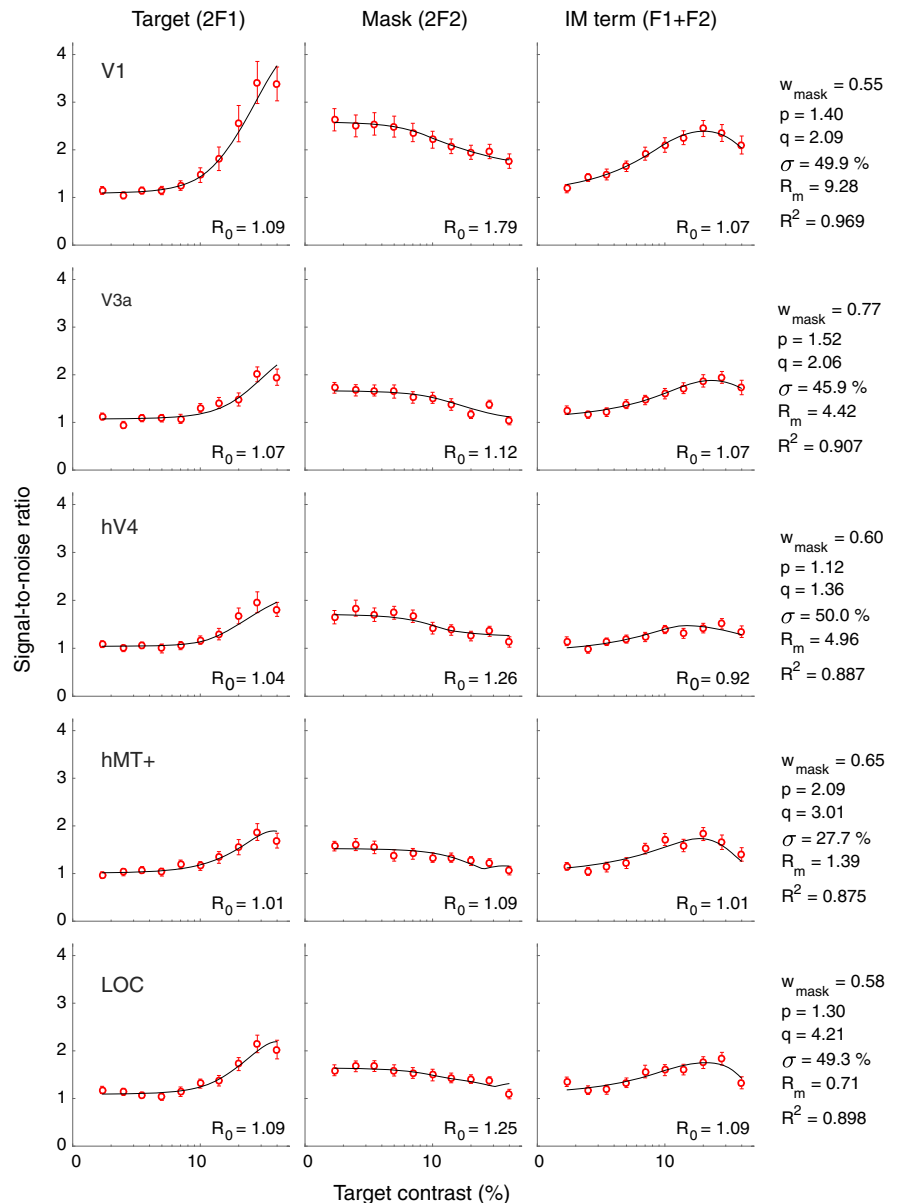 Target (2F1) Mask (2F2) IM term (F1+F2)
Signal-to-noise ratio
4
3
2
1
0
V1
R0 = 1.09
R0 = 1.79
R0 = 1.07
wmask = 0.55
p = 1.40
q = 2.09
σ = 49.9 %
Rm = 9.28
R2 = 0.969
4
3
2
1
0
V3a
R0 = 1.07
R0 = 1.12
R0 = 1.07
wmask = 0.77
p = 1.52
q = 2.06
σ = 45.9 %
Rm = 4.42
R2 = 0.907
4
3
2
1
0
hV4
R0 = 1.04
R0 = 1.26
R0 = 0.92
wmask = 0.60
p = 1.12
q = 1.36
σ = 50.0 %
Rm = 4.96
R2 = 0.887
4
3
2
1
0
hMT+
R0 = 1.01
R0 = 1.09
R0 = 1.01
wmask = 0.65
p = 2.09
q = 3.01
σ = 27.7 %
Rm = 1.39
R2 = 0.875
4
3
2
1
0
LOC
R0 = 1.09
R0 = 1.25
R0 = 1.09
wmask = 0.58
p = 1.30
q = 4.21
σ = 49.3 %
Rm = 0.71
R2 = 0.898
0 10 0 10 0 10
Target contrast (%)